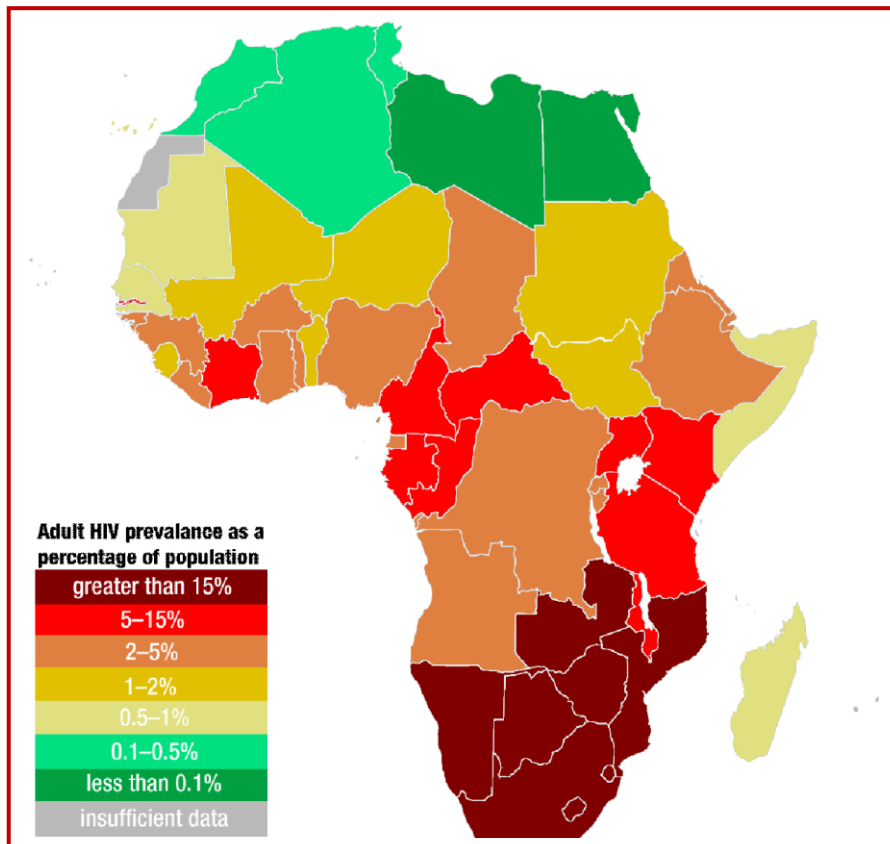 Adult HIV prevalance as a
percentage of population
greater than 15%
5–15%
2–5%
1–2%
0.5–1%
0.1–0.5%
less than 0.1%
insufficient data